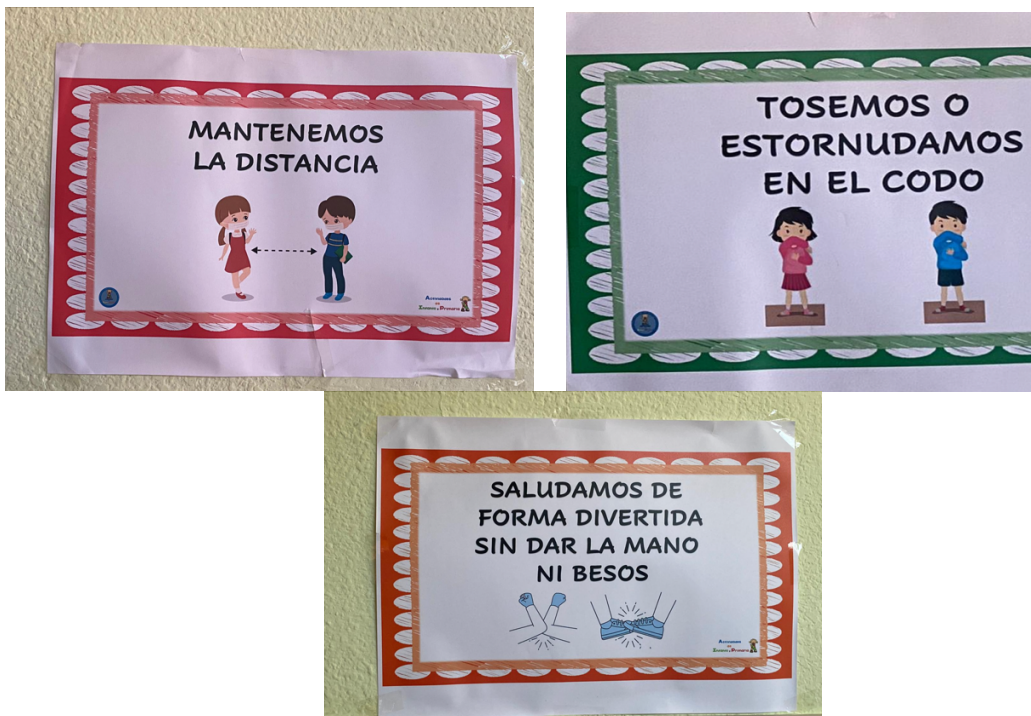 MANTENEMOS
LA DISTANCIA
TOSEMOS O
ESTORNUDAMOS
EN EL CODO
SALUDAMOS DE
FORMA DIVERTIDA
SIN DAR LA MANO
NI BESOS